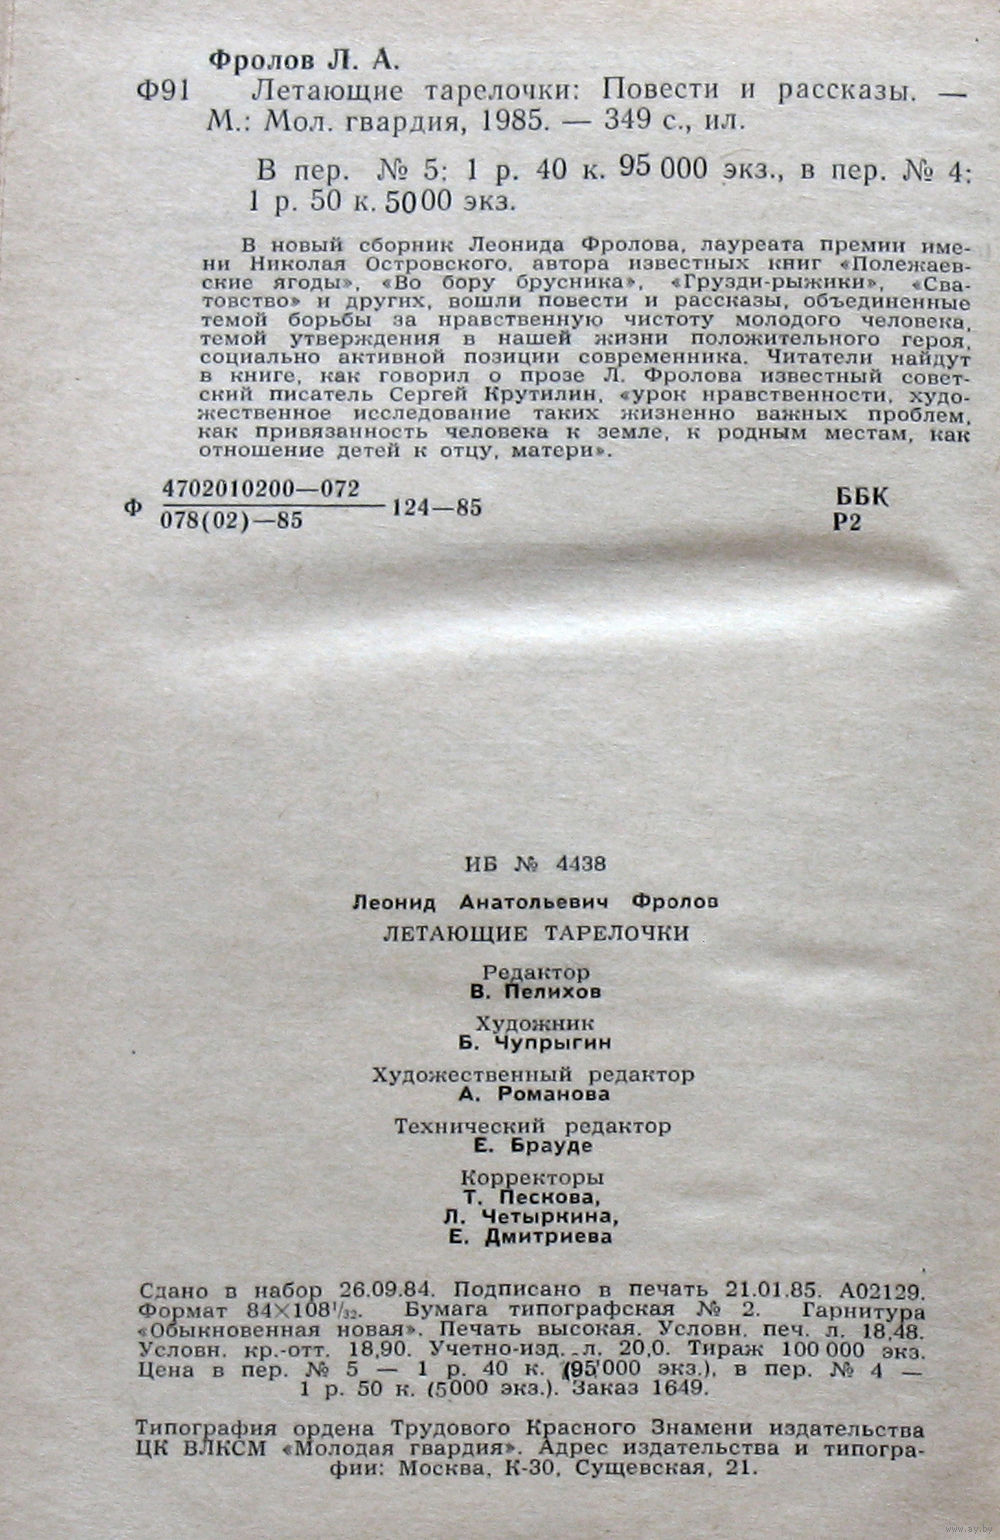 Фролов Л. А.
Ф91 Летающие тарелочки: Повести и рассказы. —
М.: Мол. гвардия, 1985. — 349 с., ил.
В пер. № 5: 1 р. 40 к. 95 000 экз., в пер. № 4:
1 р. 50 к. 5000 экз.
В новый сборник Леонида Фролова, лауреата премии име-
ни Николая Островского, автора известных книг «Полежаев-
ские ягоды», «Во бору брусника», «Грузди-рыжики», «Сва-
товство» и других, вошли повести и рассказы, объединенные
темой борьбы за нравственную чистоту молодого человека,
темой утверждения в нашей жизни положительного героя,
социально активной позиции современника. Читатели найдут
в книге, как говорил о прозе Л. Фролова известный совет-
ский писатель Сергей Крутилин, «урок нравственности, худо-
жественное исследование таких жизненно важных проблем,
как привязанность человека к земле, к родным местам, как
отношение детей к отцу, матери».
Ф 4702010200—072 124—85
078(02)—85
ББК
Р2
ИБ № 4438
Леонид Анатольевич Фролов
ЛЕТАЮЩИЕ ТАРЕЛОЧКИ
Редактор
В. Пелихов
Художник
Б. Чупрыгин
Художественный редактор
А. Романова
Технический редактор
Е. Брауде
Корректоры
Т. Пескова,
Л. Четыркина,
Е. Дмитриева
Сдано в набор 26.09.84. Подписано в печать 21.01.85. А02129.
Формат 84×108¹/₃₂. Бумага типографская № 2. Гарнитура
«Обыкновенная новая». Печать высокая. Условн. печ. л. 18,48.
Условн. кр.-отт. 18,90. Учетно-изд. л. 20,0. Тираж 100 000 экз.
Цена в пер. № 5 — 1 р. 40 к. (95 000 экз.), в пер. № 4 —
1 р. 50 к. (5000 экз.). Заказ 1649.
Типография ордена Трудового Красного Знамени издательства
ЦК ВЛКСМ «Молодая гвардия». Адрес издательства и типогра-
фии: Москва, К-30, Сущевская, 21.
www.ay.by